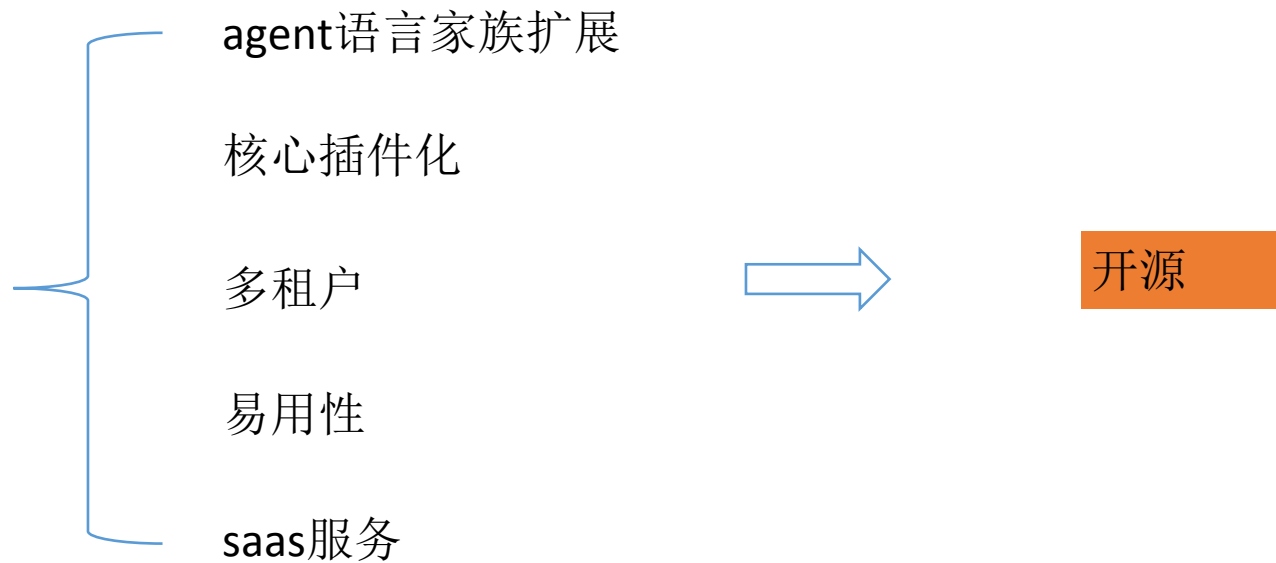 agent语言家族扩展
核心插件化
多租户
开源
易用性
saas服务